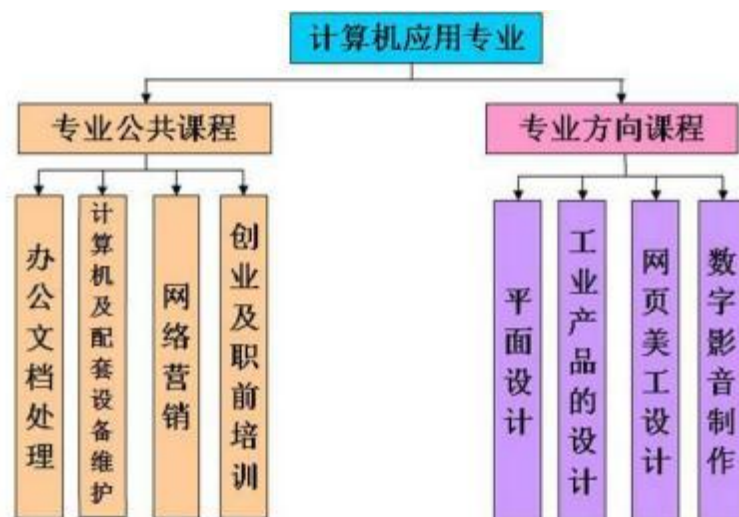 计算机应用专业
专业公共课程
专业方向课程
办公文档处理
计算机及配套设备维护
网络营销
创业及职前培训
平面设计
工业产品的设计
网页美工设计
数字影音制作